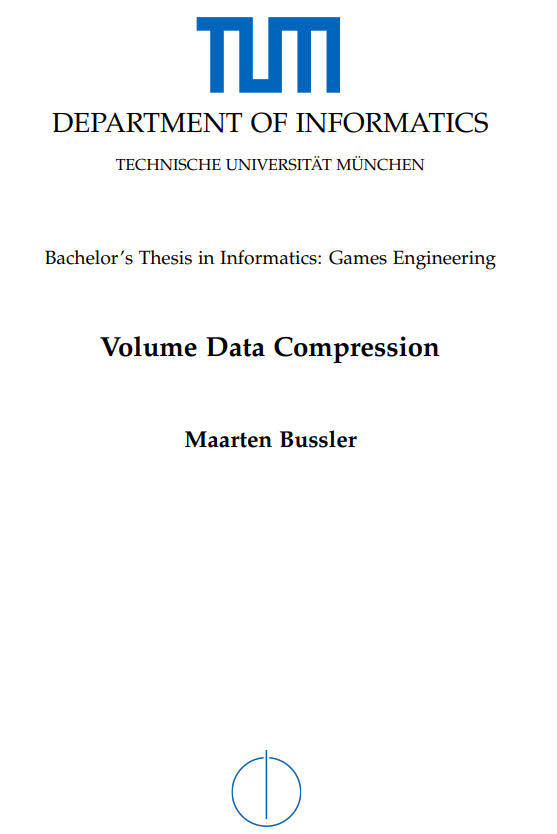 TUM
DEPARTMENT OF INFORMATICS
TECHNISCHE UNIVERSITÄT MÜNCHEN
Bachelor's Thesis in Informatics: Games Engineering
Volume Data Compression
Maarten Bussler